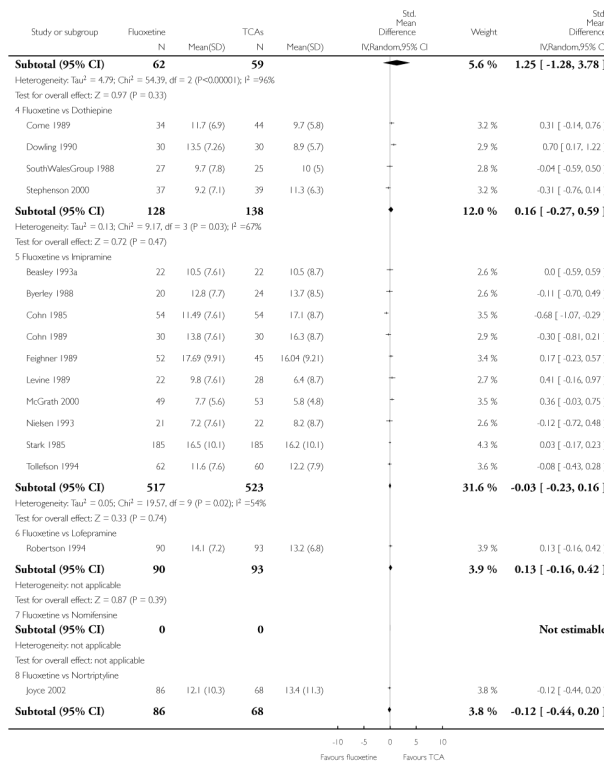 Std.
Mean
Difference
Std.
Mean
Difference
Study or subgroup Fluoxetine TCAs Weight
N Mean(SD) N Mean(SD) IV,Random,95% CI IV,Random,95% C
Subtotal (95% CI) 62 59 5.6 % 1.25 [ -1.28, 3.78 ]
Heterogeneity: Tau² = 4.79; Chi² = 54.39, df = 2 (P<0.00001); I² =96%
Test for overall effect: Z = 0.97 (P = 0.33)
4 Fluoxetine vs Dothiepine
Corne 1989 34 11.7 (6.9) 44 9.7 (5.8) 3.2 % 0.31 [ -0.14, 0.76
Dowling 1990 30 13.5 (7.26) 30 8.9 (5.7) 2.9 % 0.70 [ 0.17, 1.22
SouthWalesGroup 1988 27 9.7 (7.8) 25 10 (5) 2.8 % -0.04 [ -0.59, 0.50
Stephenson 2000 37 9.2 (7.1) 39 11.3 (6.3) 3.2 % -0.31 [ -0.76, 0.14
Subtotal (95% CI) 128 138 12.0 % 0.16 [ -0.27, 0.59 ]
Heterogeneity: Tau² = 0.13; Chi² = 9.17, df = 3 (P = 0.03); I² =67%
Test for overall effect: Z = 0.72 (P = 0.47)
5 Fluoxetine vs Imipramine
Beasley 1993a 22 10.5 (7.61) 22 10.5 (8.7) 2.6 % 0.0 [ -0.59, 0.59
Byerley 1988 20 12.8 (7.7) 24 13.7 (8.5) 2.6 % -0.11 [ -0.70, 0.49
Cohn 1985 54 11.49 (7.61) 54 17.1 (8.7) 3.5 % -0.68 [ -1.07, -0.29
Cohn 1989 30 13.8 (7.61) 30 16.3 (8.7) 2.9 % -0.30 [ -0.81, 0.21
Feighner 1989 52 17.69 (9.91) 45 16.04 (9.21) 3.4 % 0.17 [ -0.23, 0.57
Levine 1989 22 9.8 (7.61) 28 6.4 (8.7) 2.7 % 0.41 [ -0.16, 0.97
McGrath 2000 49 7.7 (5.6) 53 5.8 (4.8) 3.5 % 0.36 [ -0.03, 0.75
Nielsen 1993 21 7.2 (7.61) 22 8.2 (8.7) 2.6 % -0.12 [ -0.72, 0.48
Stark 1985 185 16.5 (10.1) 185 16.2 (10.1) 4.3 % 0.03 [ -0.17, 0.23
Tollefson 1994 62 11.6 (7.6) 60 12.2 (7.9) 3.6 % -0.08 [ -0.43, 0.28
Subtotal (95% CI) 517 523 31.6 % -0.03 [ -0.23, 0.16 ]
Heterogeneity: Tau² = 0.05; Chi² = 19.57, df = 9 (P = 0.02); I² =54%
Test for overall effect: Z = 0.33 (P = 0.74)
6 Fluoxetine vs Lofepramine
Robertson 1994 90 14.1 (7.2) 93 13.2 (6.8) 3.9 % 0.13 [ -0.16, 0.42
Subtotal (95% CI) 90 93 3.9 % 0.13 [ -0.16, 0.42 ]
Heterogeneity: not applicable
Test for overall effect: Z = 0.87 (P = 0.39)
7 Fluoxetine vs Nomifensine
Subtotal (95% CI) 0 0 Not estimable
Heterogeneity: not applicable
Test for overall effect: not applicable
8 Fluoxetine vs Nortriptyline
Joyce 2002 86 12.1 (10.3) 68 13.4 (11.3) 3.8 % -0.12 [ -0.44, 0.20
Subtotal (95% CI) 86 68 3.8 % -0.12 [ -0.44, 0.20 ]
-10 -5 0 5 10
Favours fluoxetine Favours TCA